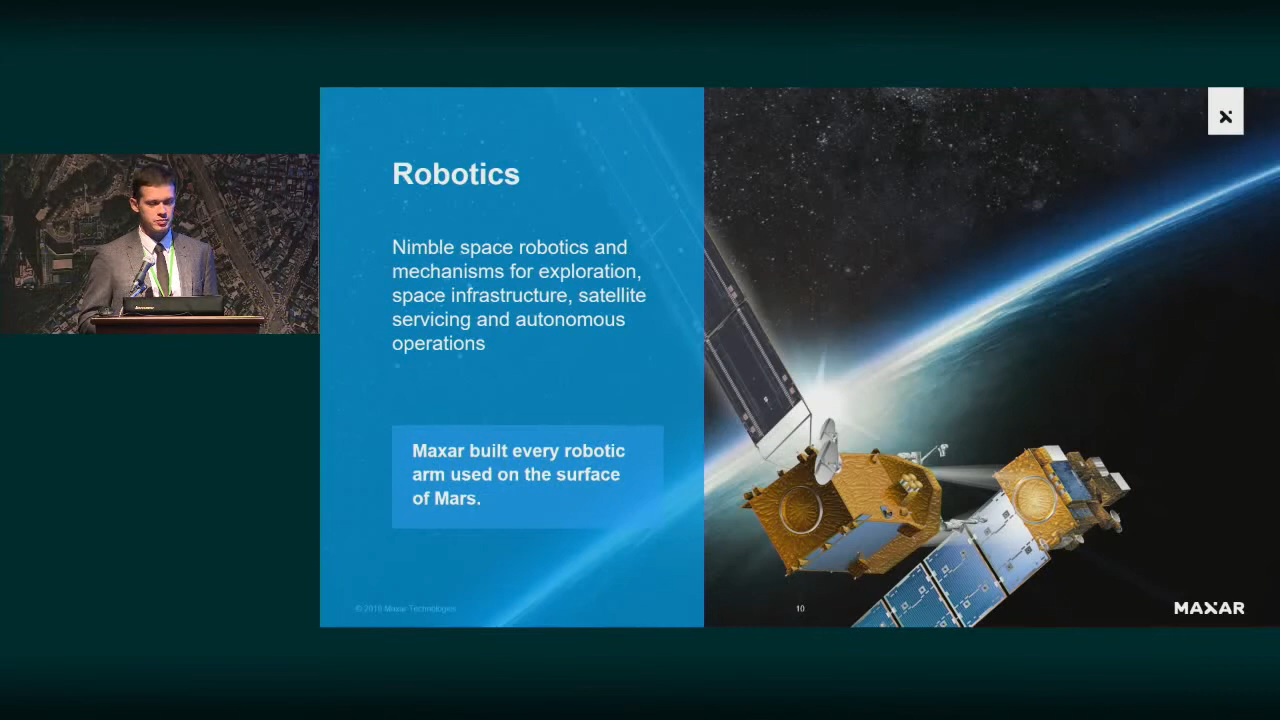 Robotics
Nimble space robotics and
mechanisms for exploration,
space infrastructure, satellite
servicing and autonomous
operations
Maxar built every robotic
arm used on the surface
of Mars.
© 2018 Maxar Technologies
10
MAXAR